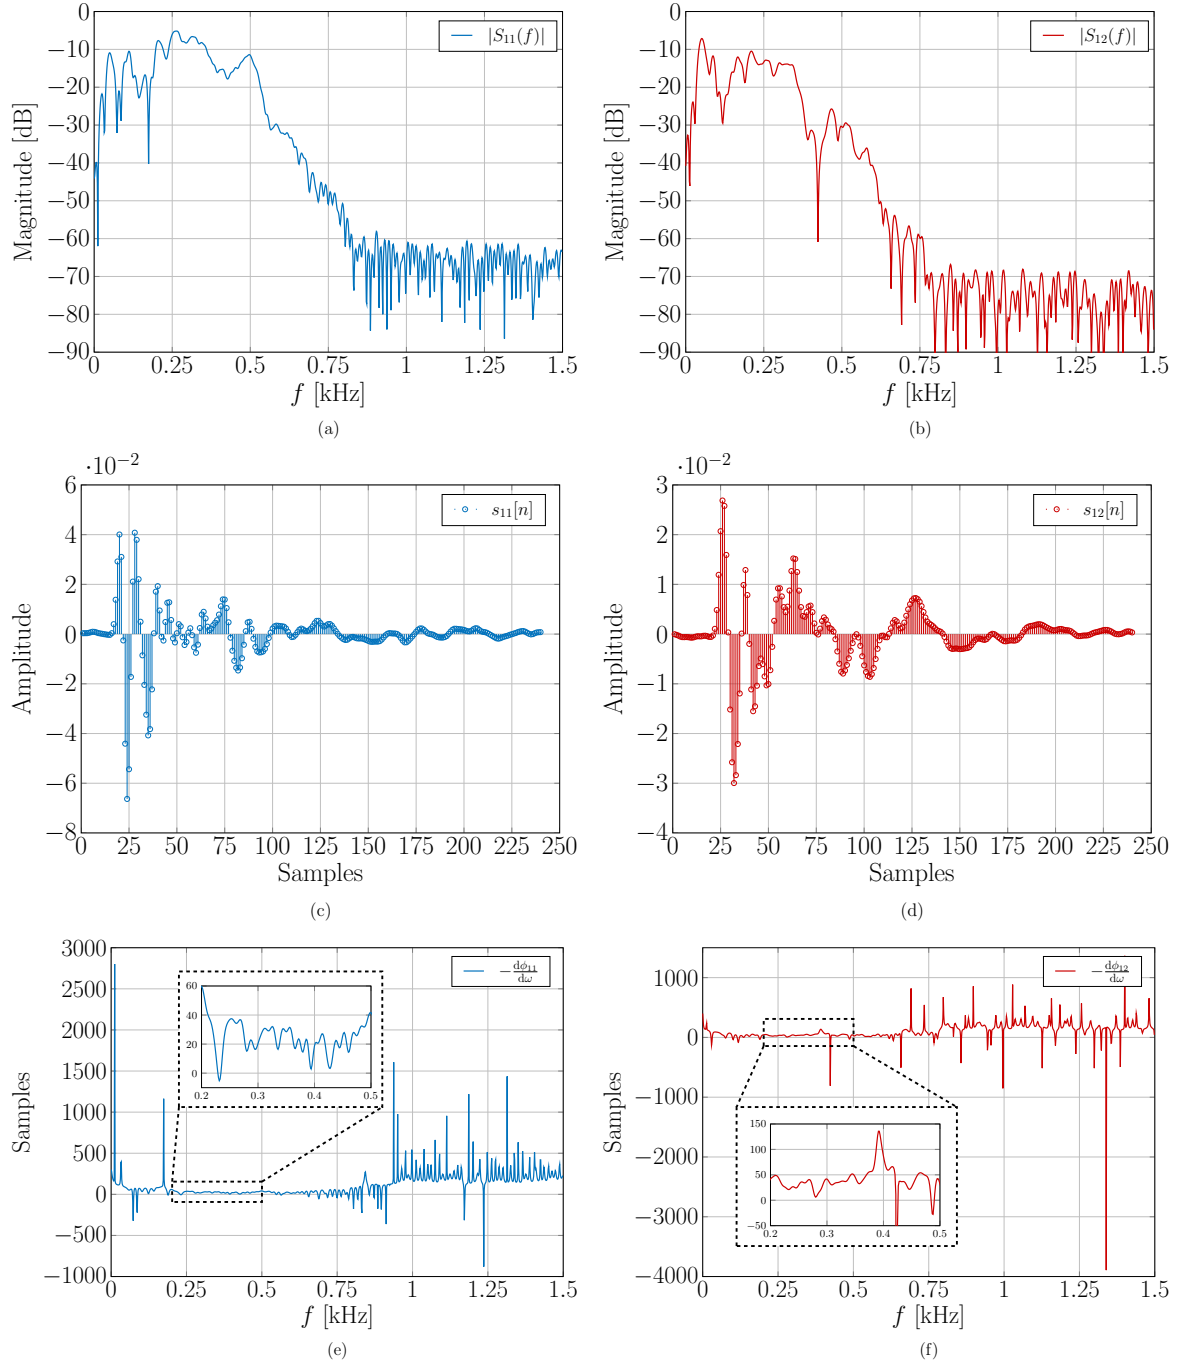 0
−10
−20
−30
−40
−50
−60
−70
−80
−90
0 0.25 0.5 0.75 1 1.25 1.5
Magnitude [dB]
f [kHz]
|S₁₁(f)|
(a)
0
−10
−20
−30
−40
−50
−60
−70
−80
−90
0 0.25 0.5 0.75 1 1.25 1.5
Magnitude [dB]
f [kHz]
|S₁₂(f)|
(b)
·10⁻²
6
4
2
0
−2
−4
−6
−8
0 25 50 75 100 125 150 175 200 225 250
Amplitude
Samples
s₁₁[n]
(c)
·10⁻²
3
2
1
0
−1
−2
−3
−4
0 25 50 75 100 125 150 175 200 225 250
Amplitude
Samples
s₁₂[n]
(d)
3000
2500
2000
1500
1000
500
0
−500
−1000
0 0.25 0.5 0.75 1 1.25 1.5
Samples
f [kHz]
−dϕ₁₁/dω
60
40
20
0
0.2 0.3 0.4 0.5
(e)
1000
0
−1000
−2000
−3000
−4000
0 0.25 0.5 0.75 1 1.25 1.5
Samples
f [kHz]
−dϕ₁₂/dω
150
100
50
0
−50
0.2 0.3 0.4 0.5
(f)